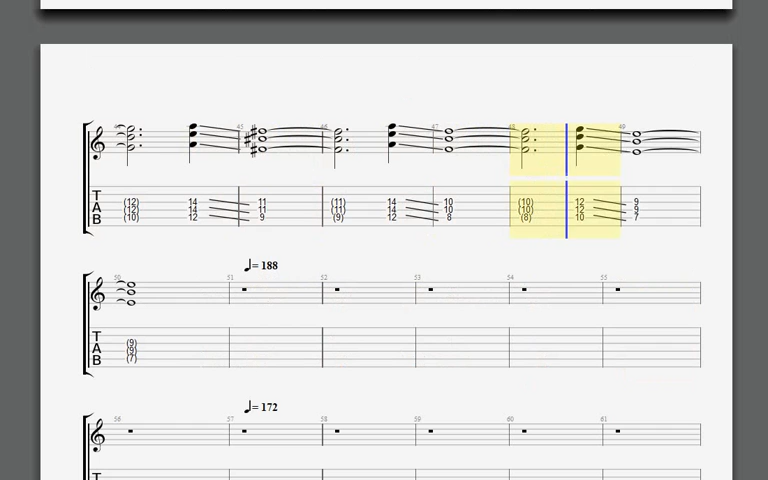 44 45 46 47 48 49
T (12) 14 11 (11) 14 10 (10) 12 9
A (12) 14 11 (11) 14 10 (10) 12 9
B (10) 12 9 (9) 12 8 (8) 10 7
= 188
50 51 52 53 54 55
T
A (9)
(9)
B (7)
= 172
56 57 58 59 60 61
T